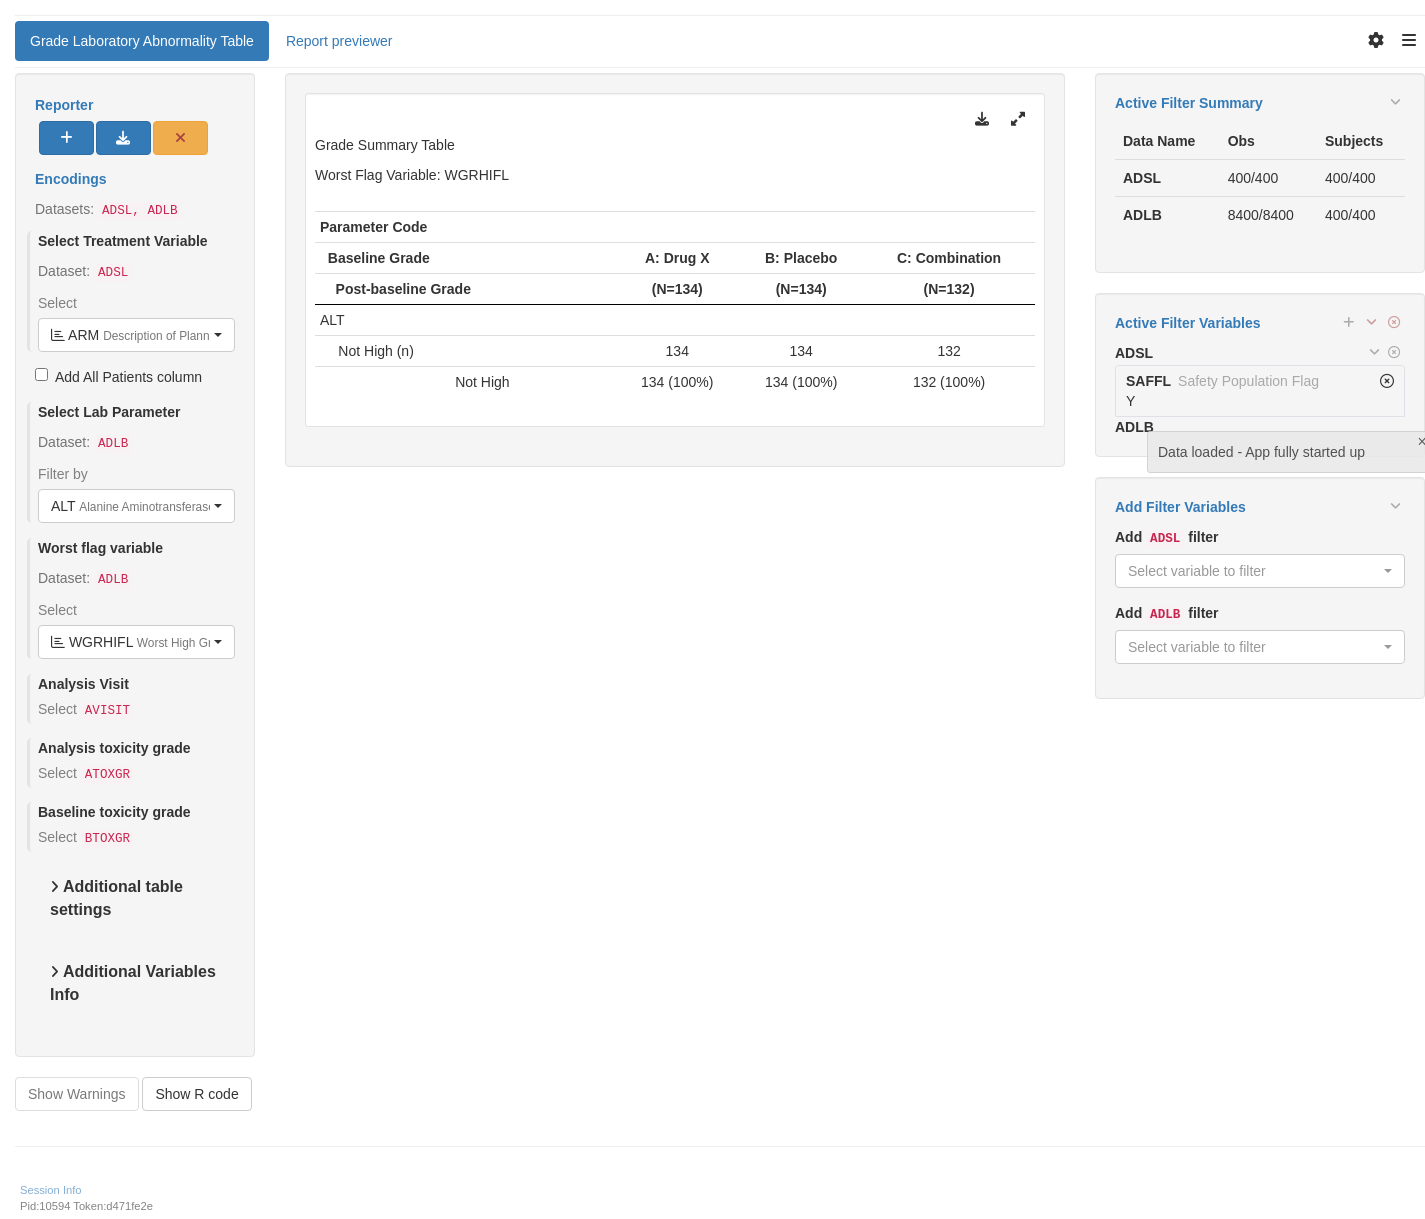 Grade Laboratory Abnormality Table
Report previewer
Reporter
Encodings
Datasets: ADSL, ADLB
Select Treatment Variable
Dataset: ADSL
Select
ARM Description of Plann
Add All Patients column
Select Lab Parameter
Dataset: ADLB
Filter by
ALT Alanine Aminotransferase
Worst flag variable
Dataset: ADLB
Select
WGRHIFL Worst High Gr
Analysis Visit
Select AVISIT
Analysis toxicity grade
Select ATOXGR
Baseline toxicity grade
Select BTOXGR
Additional table
settings
Additional Variables
Info
Show Warnings
Show R code
Grade Summary Table
Worst Flag Variable: WGRHIFL
Parameter Code
Baseline Grade A: Drug X B: Placebo C: Combination
Post-baseline Grade (N=134) (N=134) (N=132)
ALT
Not High (n) 134 134 132
Not High 134 (100%) 134 (100%) 132 (100%)
Active Filter Summary
Data Name Obs Subjects
ADSL 400/400 400/400
ADLB 8400/8400 400/400
Active Filter Variables
ADSL
SAFFL Safety Population Flag
Y
ADLB
Data loaded - App fully started up
Add Filter Variables
Add ADSL filter
Select variable to filter
Add ADLB filter
Select variable to filter
Session Info
Pid:10594 Token:d471fe2e